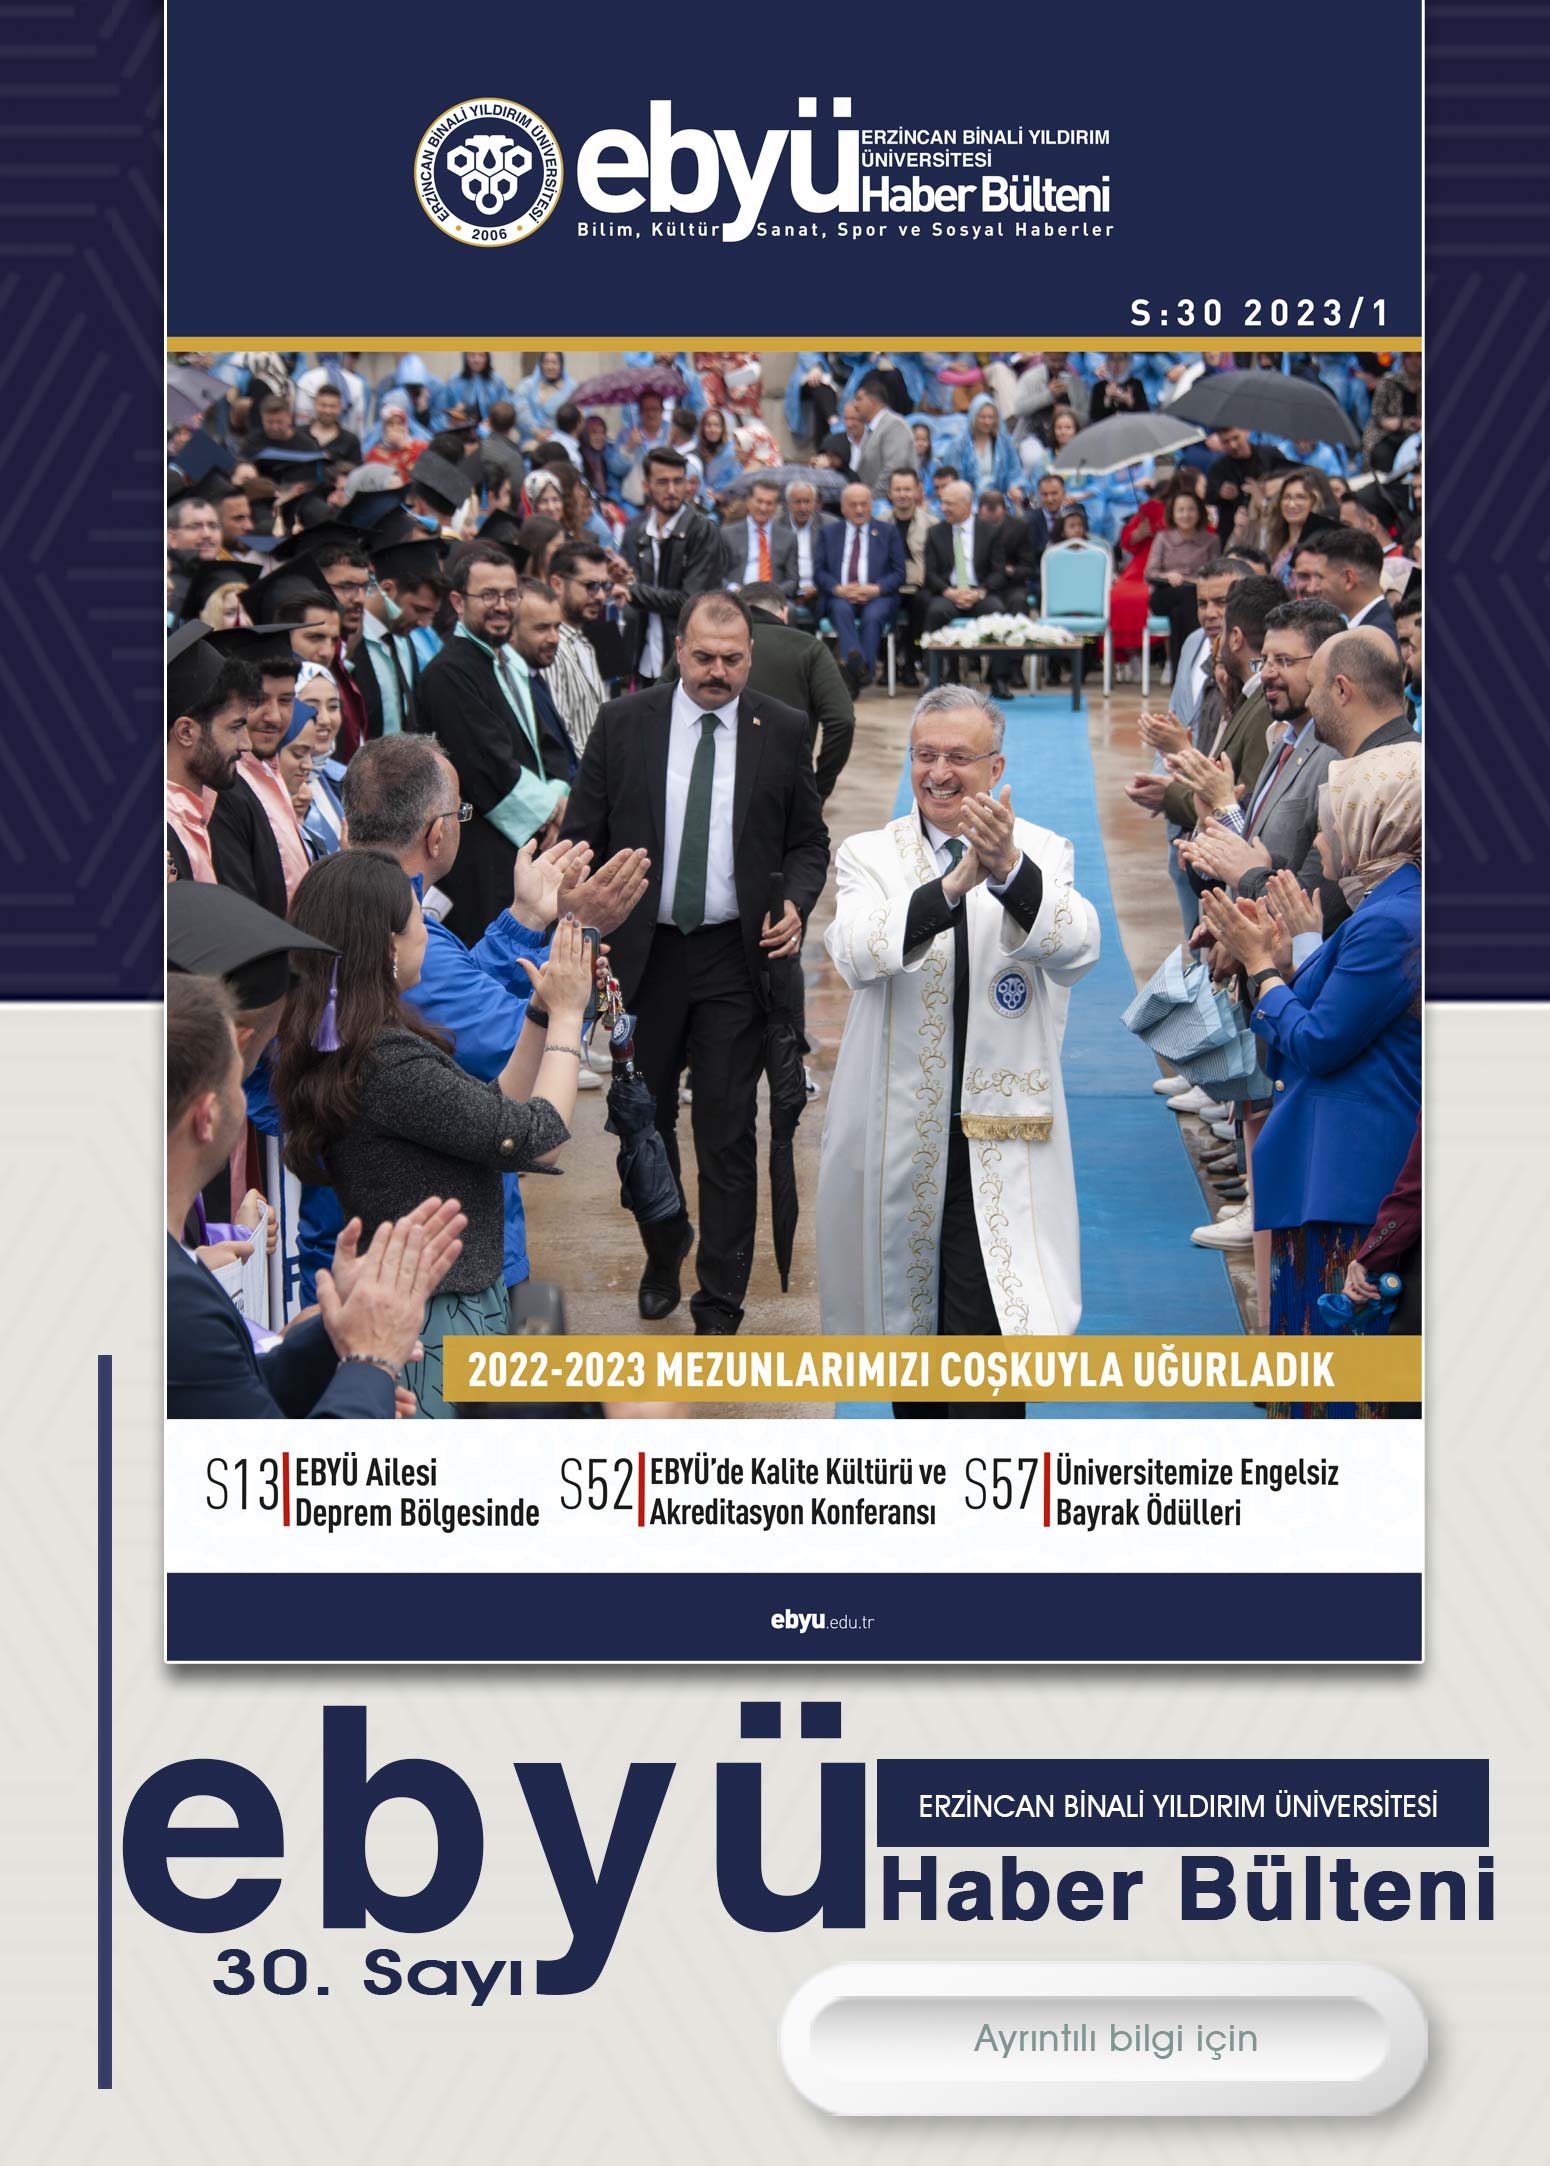 ERZİNCAN BİNALİ YILDIRIM ÜNİVERSİTESİ
2006
ebyü
ERZİNCAN BİNALİ YILDIRIM
ÜNİVERSİTESİ
Haber Bülteni
Bilim, Kültür Sanat, Spor ve Sosyal Haberler
S:30 2023/1
2022-2023 MEZUNLARIMIZI COŞKUYLA UĞURLADIK
S13 EBYÜ Ailesi
Deprem Bölgesinde
S52 EBYÜ’de Kalite Kültürü ve
Akreditasyon Konferansı
S57 Üniversitemize Engelsiz
Bayrak Ödülleri
ebyu.edu.tr
ebyü
ERZİNCAN BİNALİ YILDIRIM ÜNİVERSİTESİ
Haber Bülteni
30. Sayı
Ayrıntılı bilgi için